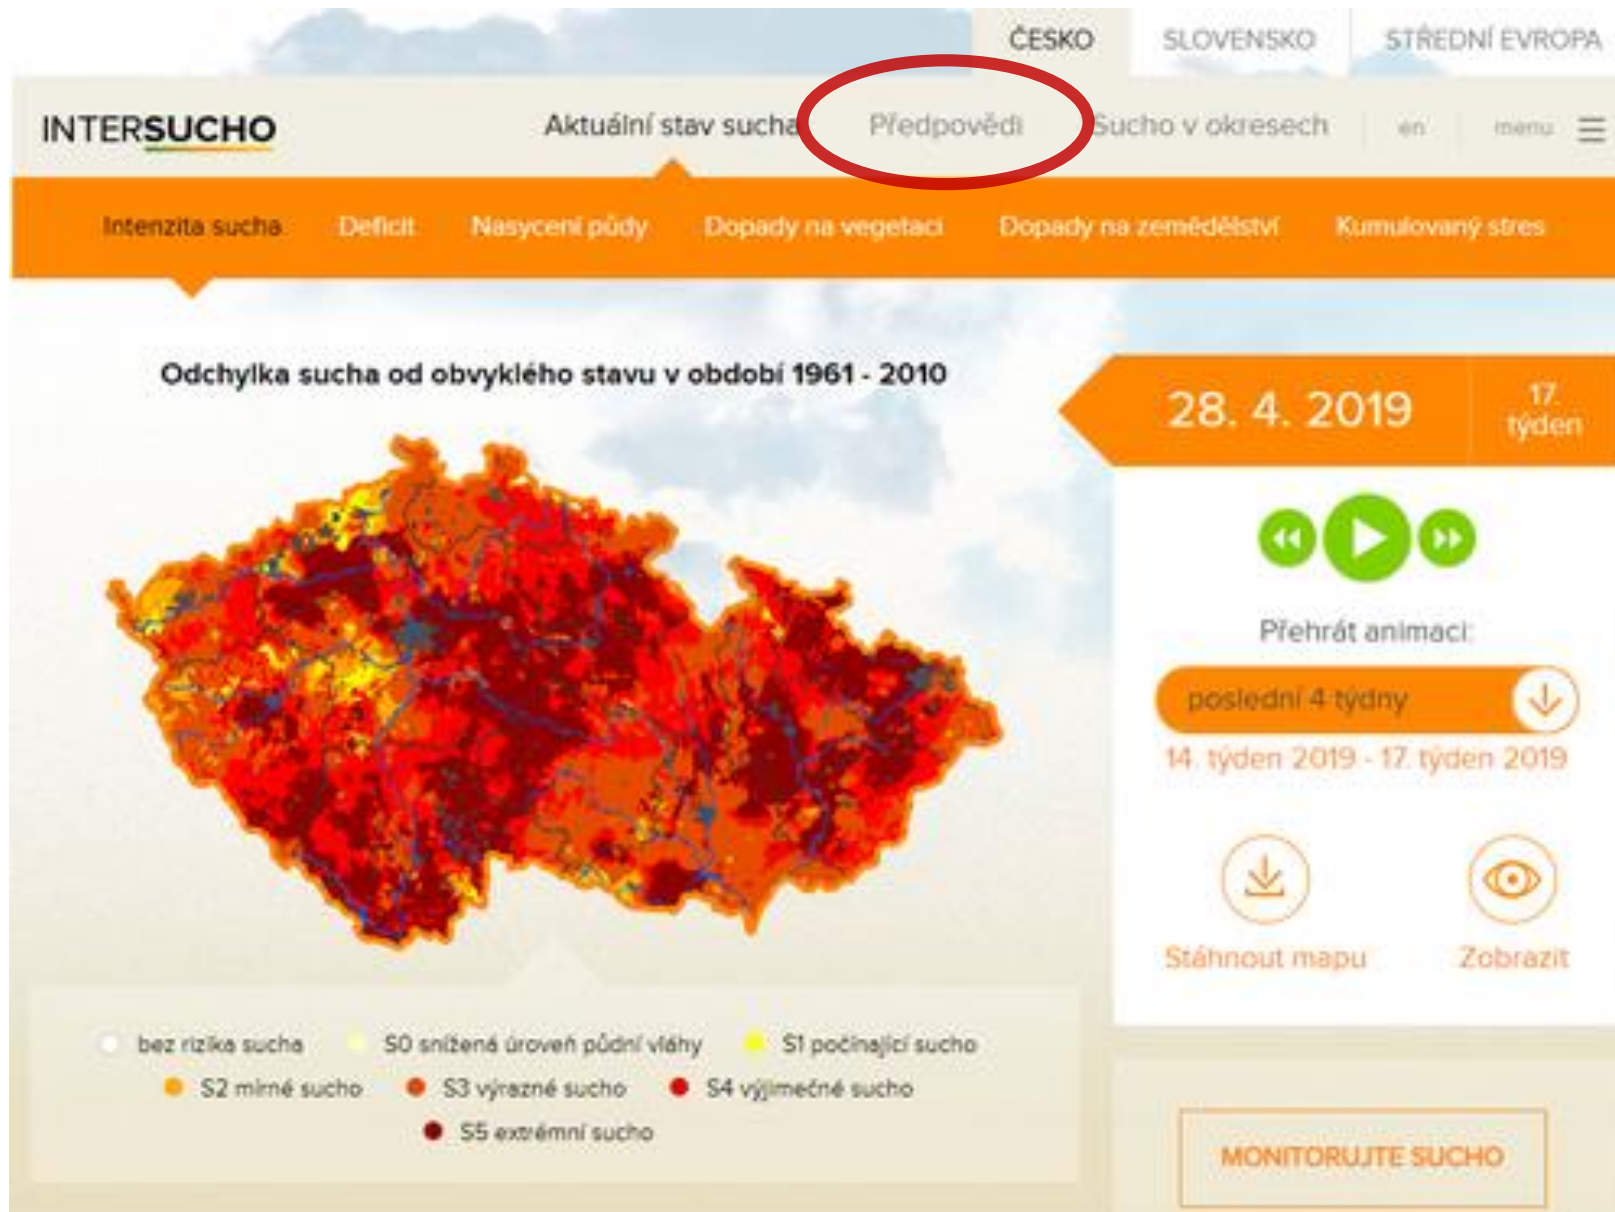 ČESKO SLOVENSKO STŘEDNÍ EVROPA
INTERSUCHO Aktuální stav sucha Předpovědi Sucho v okresech en menu
Intenzita sucha Deficit Nasycení půdy Dopady na vegetaci Dopady na zemědělství Kumulovaný stres
Odchylka sucha od obvyklého stavu v období 1961 - 2010
28. 4. 2019
17.
týden
Přehrát animaci:
poslední 4 týdny
14. týden 2019 - 17. týden 2019
Stáhnout mapu Zobrazit
bez rizika sucha S0 snížená úroveň půdní vláhy S1 počínající sucho
S2 mírné sucho S3 výrazné sucho S4 výjimečné sucho
S5 extrémní sucho
MONITORUJTE SUCHO